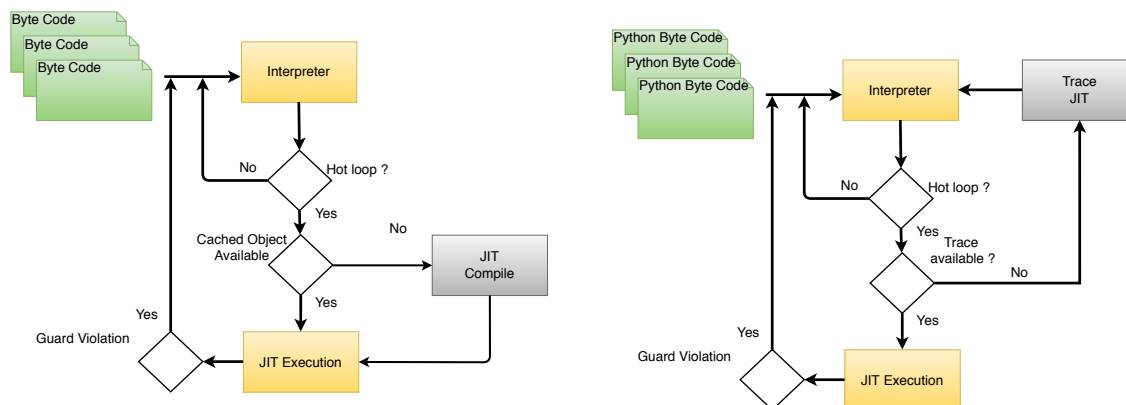 Byte Code
Byte Code
Byte Code
Interpreter
No
Hot loop ?
Yes
Cached Object
Available
No
JIT
Compile
Yes
Yes
Guard Violation
JIT Execution
Python Byte Code
Python Byte Code
Python Byte Code
Interpreter
Trace
JIT
No
Hot loop ?
Yes
Trace
available ?
No
Yes
Yes
Guard Violation
JIT Execution